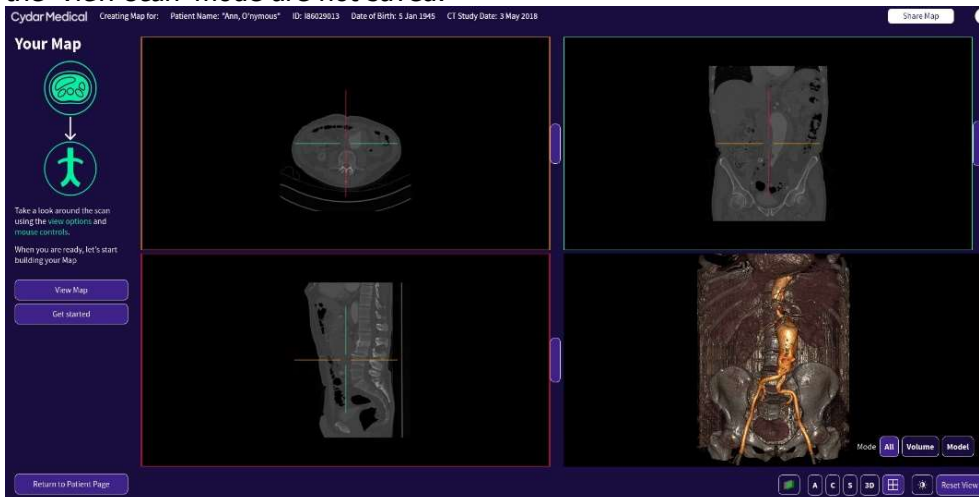 the 'view scan' mode are not saved.
Cydar Medical Creating Map for: Patient Name: "Ann, O'nymous" ID: I86029013 Date of Birth: 5 Jan 1945 CT Study Date: 3 May 2018 Share Map
Your Map
Take a look around the scan
using the view options and
mouse controls.
When you are ready, let's start
building your Map
View Map
Get started
Mode All Volume Model
Return to Patient Page A C S 3D Reset View